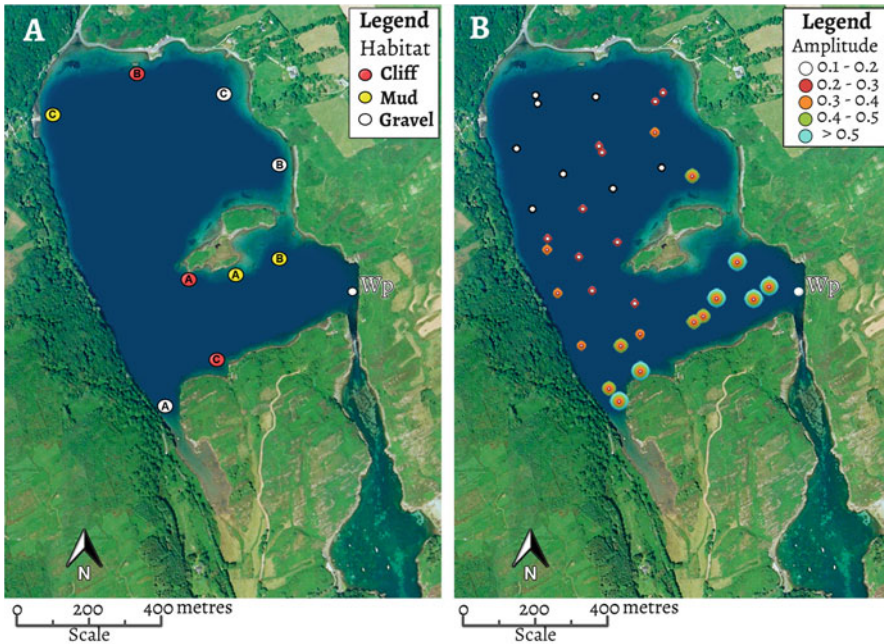 A
Legend
Habitat
Cliff
Mud
Gravel
B
C
C
B
B
A
A
Wp
C
A
N
0 200 400 metres
Scale
B
Legend
Amplitude
0.1 - 0.2
0.2 - 0.3
0.3 - 0.4
0.4 - 0.5
> 0.5
Wp
N
0 200 400 metres
Scale